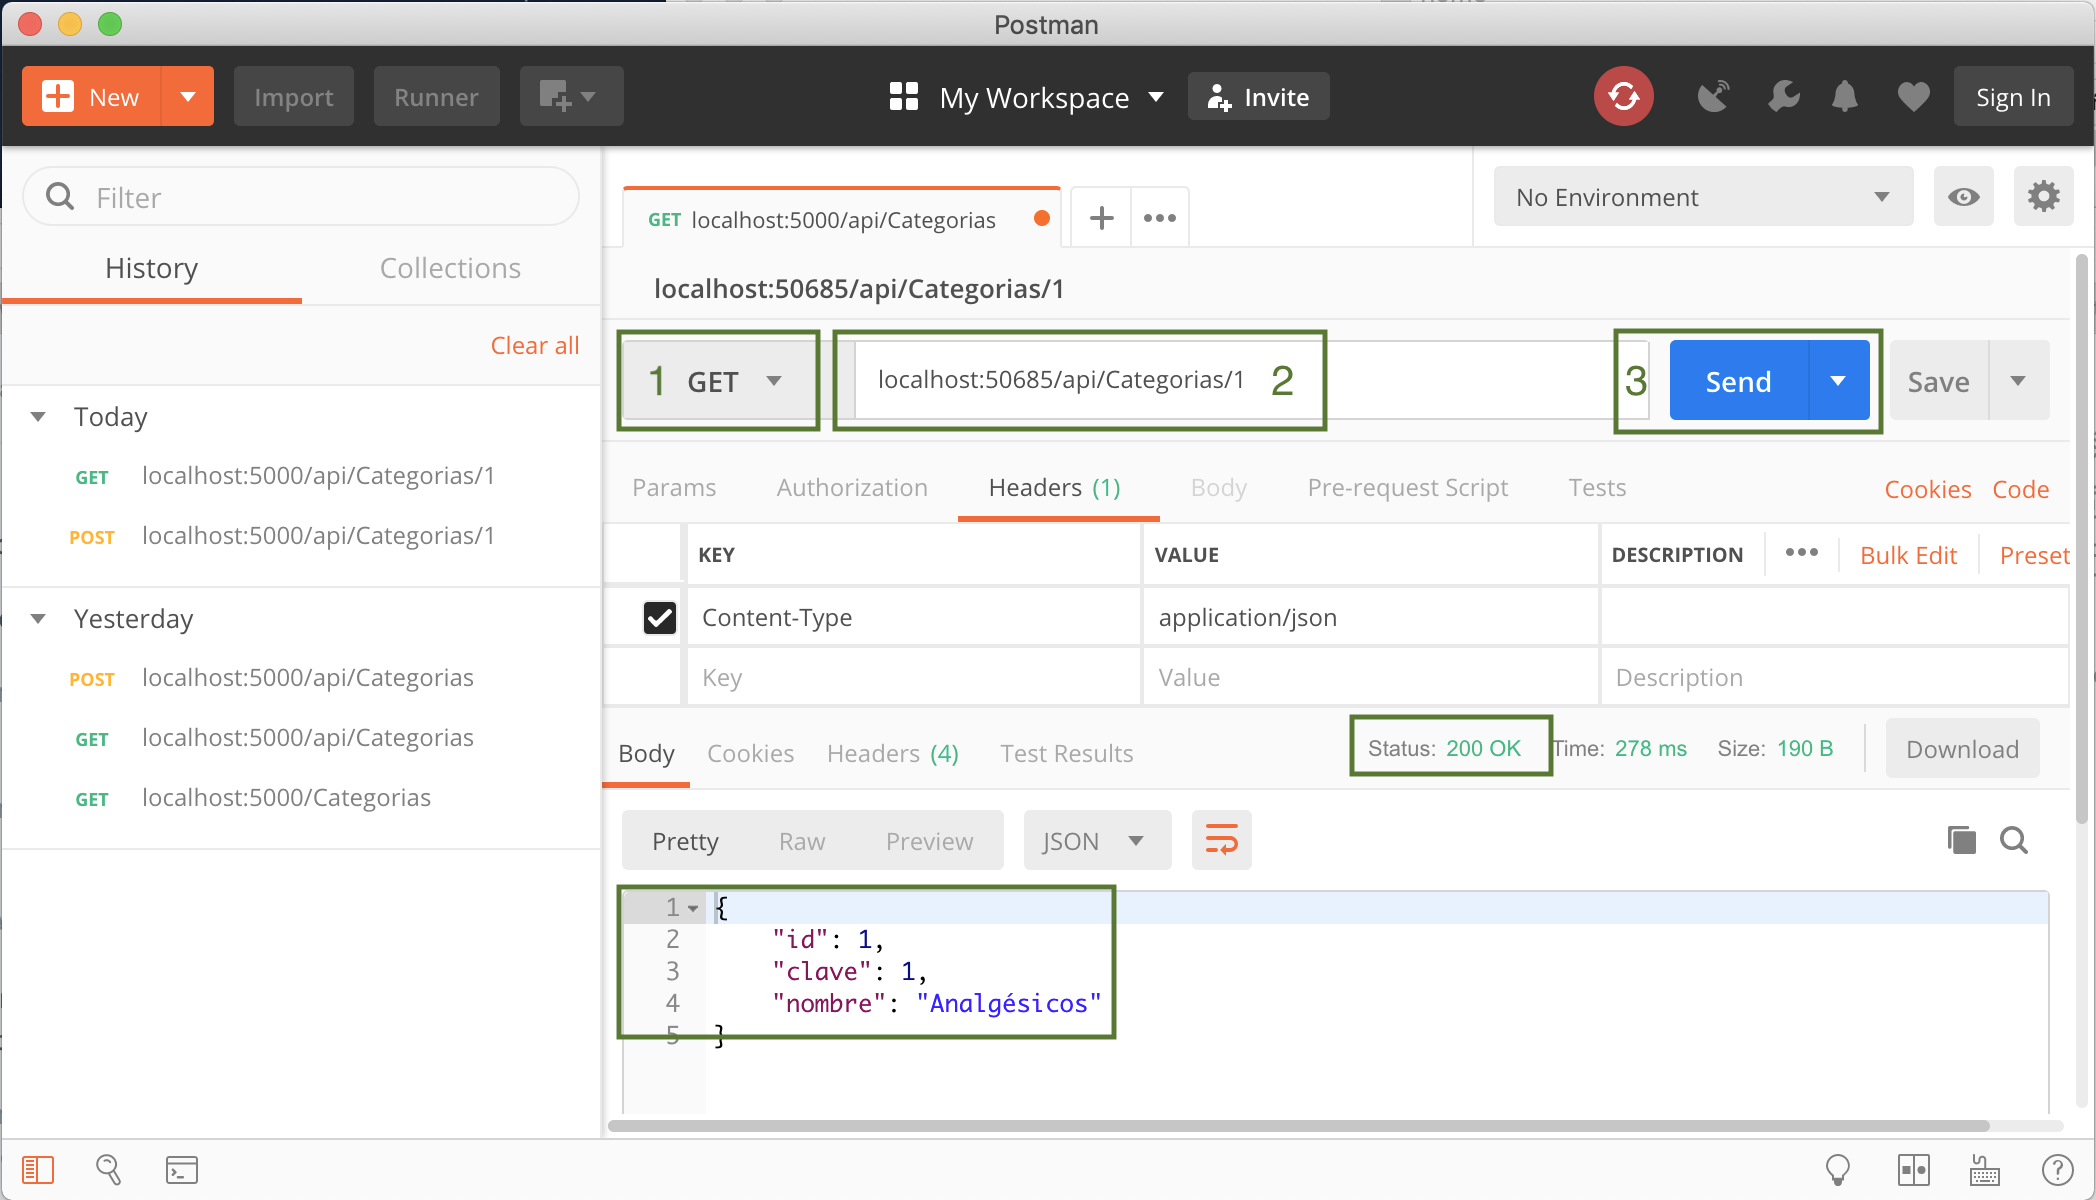 Postman
New
Import
Runner
My Workspace
Invite
Sign In
Filter
History
Collections
Clear all
Today
GET localhost:5000/api/Categorias/1
POST localhost:5000/api/Categorias/1
Yesterday
POST localhost:5000/api/Categorias
GET localhost:5000/api/Categorias
GET localhost:5000/Categorias
GET localhost:5000/api/Categorias
No Environment
localhost:50685/api/Categorias/1
1 GET
localhost:50685/api/Categorias/1 2
3 Send
Save
Params Authorization Headers (1) Body Pre-request Script Tests Cookies Code
KEY VALUE DESCRIPTION ••• Bulk Edit Preset
Content-Type application/json
Key Value Description
Body Cookies Headers (4) Test Results Status: 200 OK Time: 278 ms Size: 190 B Download
Pretty Raw Preview JSON
1 {
2 "id": 1,
3 "clave": 1,
4 "nombre": "Analgésicos"
5 }